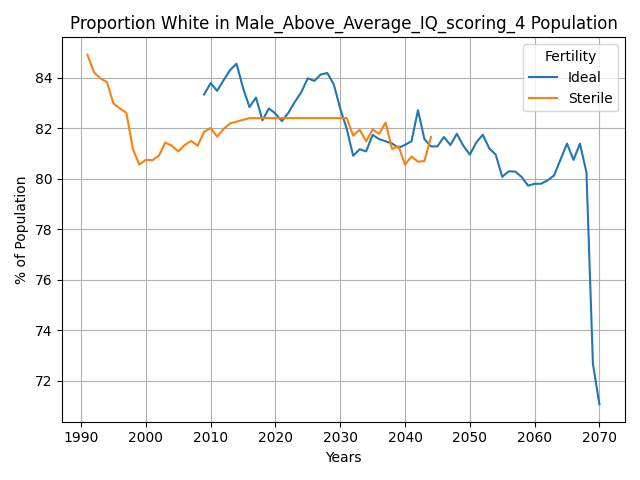 Proportion White in Male_Above_Average_IQ_scoring_4 Population
Fertility
Ideal
Sterile
% of Population
84
82
80
78
76
74
72
1990 2000 2010 2020 2030 2040 2050 2060 2070
Years